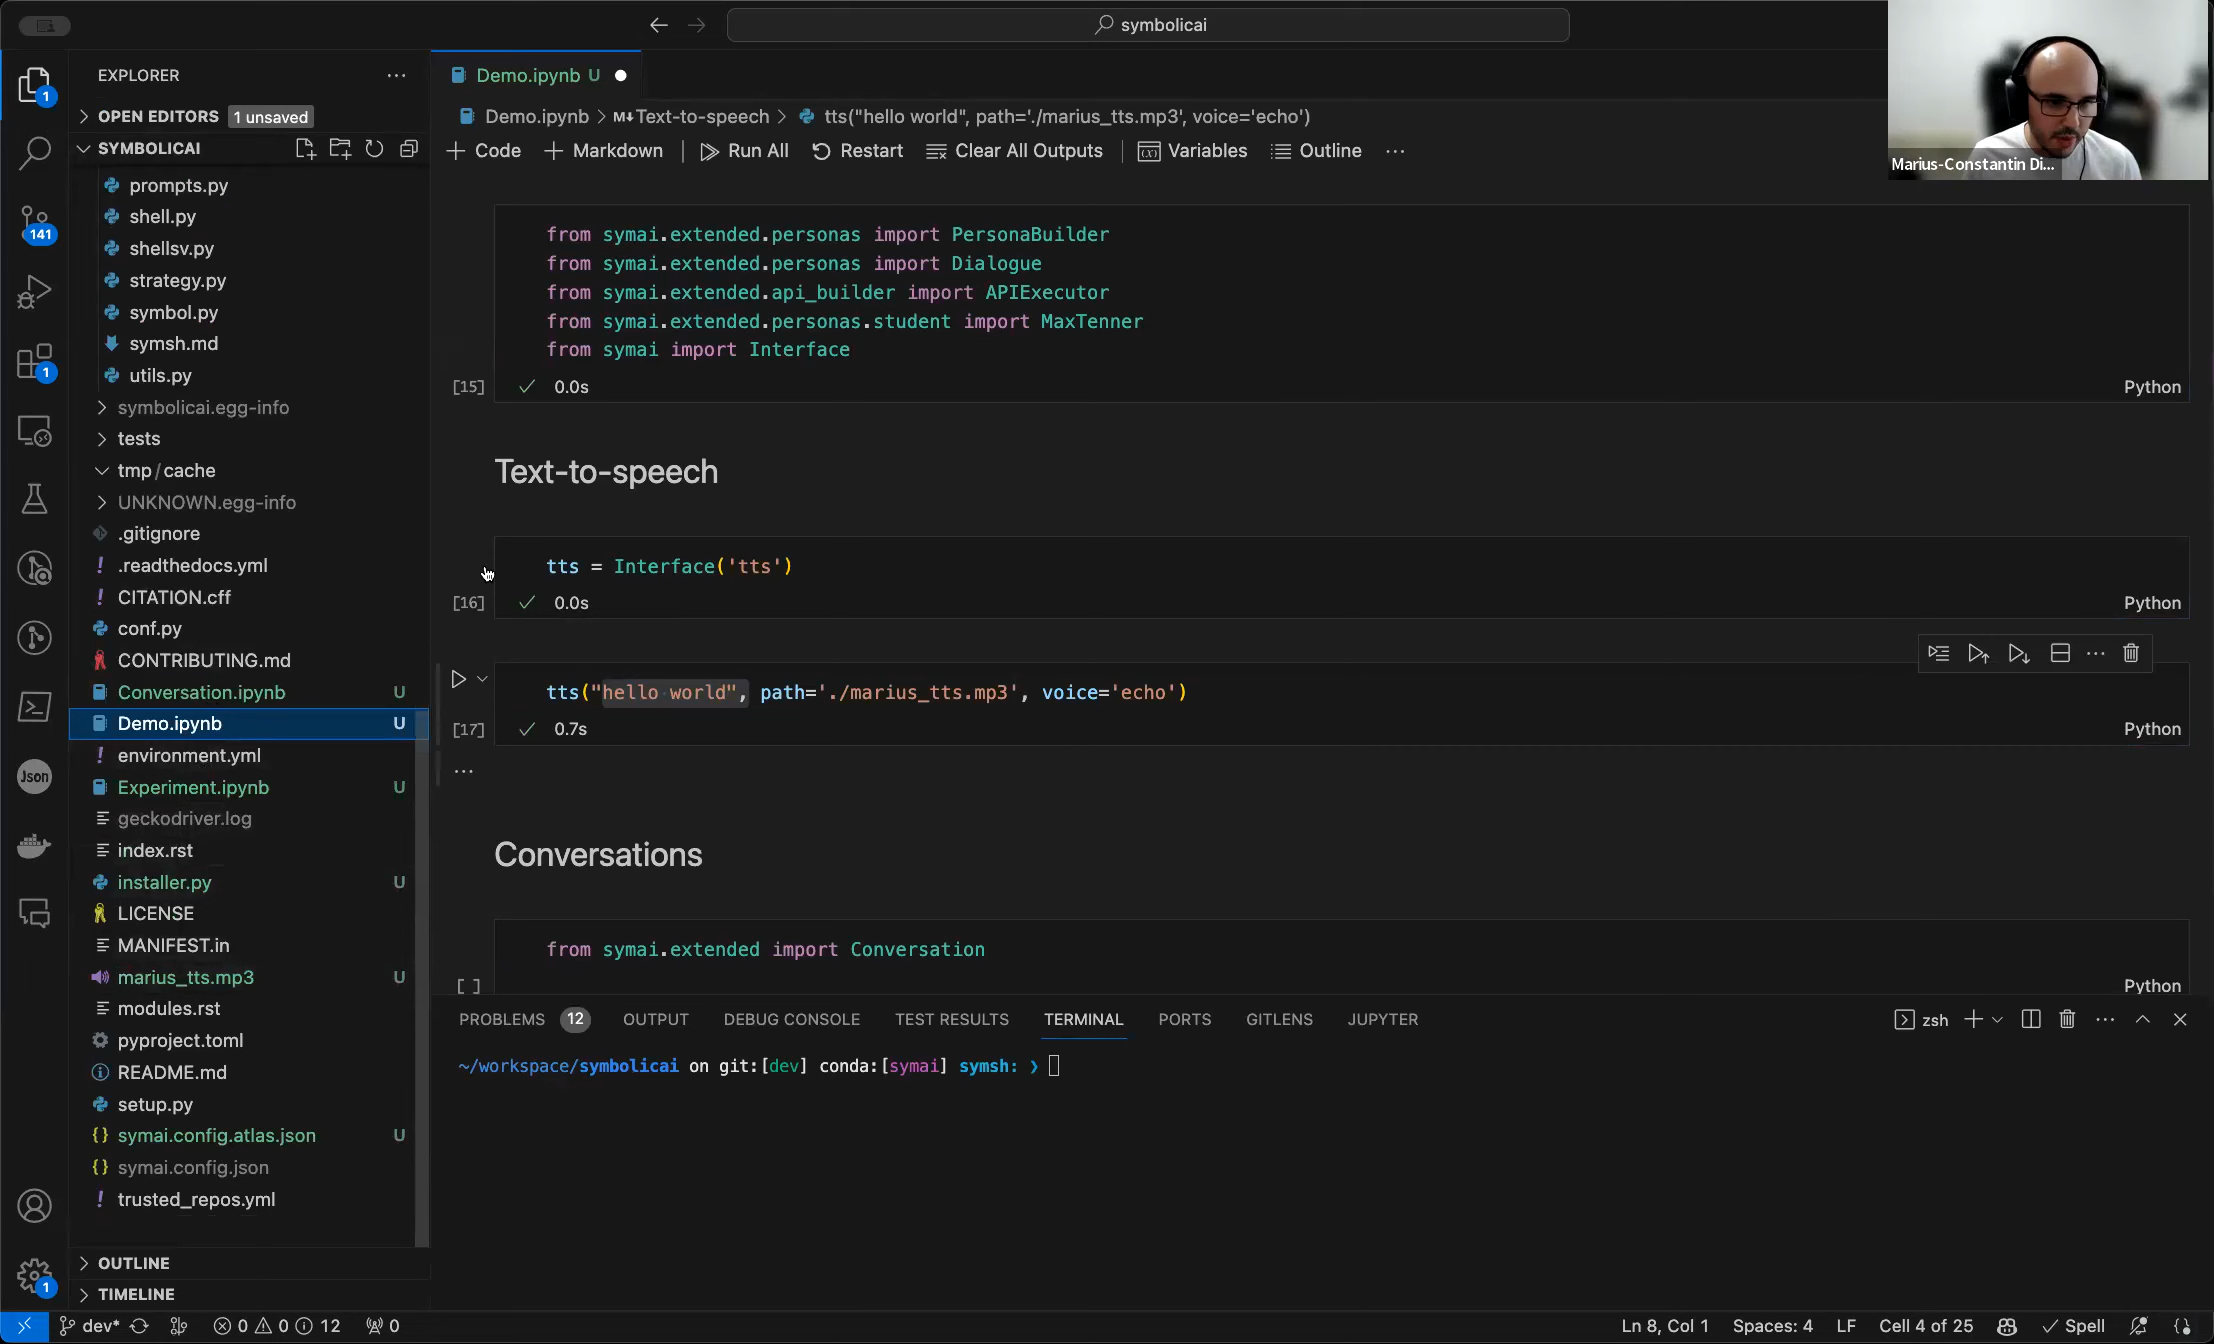 symbolicai
EXPLORER
Demo.ipynb U
OPEN EDITORS 1 unsaved
Demo.ipynb > M↓ Text-to-speech > tts("hello world", path='./marius_tts.mp3', voice='echo')
SYMBOLICAI
Code Markdown Run All Restart Clear All Outputs Variables Outline ...
Marius-Constantin Di...
1
141
1
1
prompts.py
shell.py
shellsv.py
strategy.py
symbol.py
symsh.md
utils.py
symbolicai.egg-info
tests
tmp/cache
UNKNOWN.egg-info
.gitignore
.readthedocs.yml
CITATION.cff
conf.py
CONTRIBUTING.md
Conversation.ipynb U
Demo.ipynb U
environment.yml
Experiment.ipynb U
geckodriver.log
index.rst
installer.py U
LICENSE
MANIFEST.in
marius_tts.mp3 U
modules.rst
pyproject.toml
README.md
setup.py
symai.config.atlas.json U
symai.config.json
trusted_repos.yml
OUTLINE
TIMELINE
Json
from symai.extended.personas import PersonaBuilder
from symai.extended.personas import Dialogue
from symai.extended.api_builder import APIExecutor
from symai.extended.personas.student import MaxTenner
from symai import Interface
[15] ✓ 0.0s Python
Text-to-speech
tts = Interface('tts')
[16] ✓ 0.0s Python
tts("hello world", path='./marius_tts.mp3', voice='echo')
[17] ✓ 0.7s Python
...
Conversations
from symai.extended import Conversation
[ ] Python
PROBLEMS 12 OUTPUT DEBUG CONSOLE TEST RESULTS TERMINAL PORTS GITLENS JUPYTER zsh
~/workspace/symbolicai on git:[dev] conda:[symai] symsh: ❯
dev* 0 0 12 0 Ln 8, Col 1 Spaces: 4 LF Cell 4 of 25 Spell